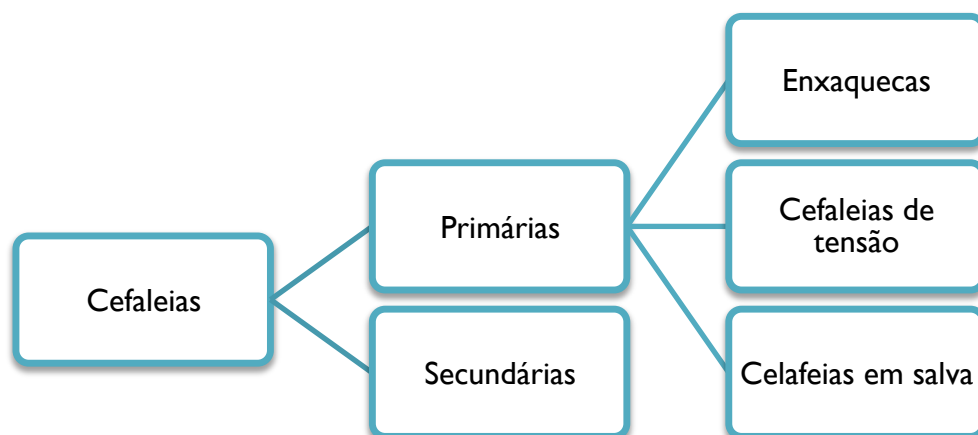 Cefaleias
Primárias
Secundárias
Enxaquecas
Cefaleias de
tensão
Celafeias em salva